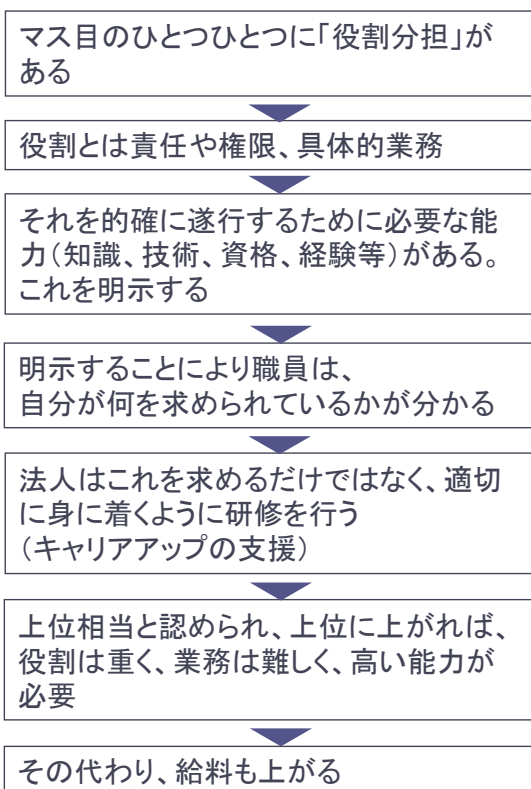 マス目のひとつひとつに「役割分担」が
ある
役割とは責任や権限、具体的業務
それを的確に遂行するために必要な能
力(知識、技術、資格、経験等)がある。
これを明示する
明示することにより職員は、
自分が何を求められているかが分かる
法人はこれを求めるだけではなく、適切
に身に着くように研修を行う
(キャリアアップの支援)
上位相当と認められ、上位に上がれば、
役割は重く、業務は難しく、高い能力が
必要
その代わり、給料も上がる